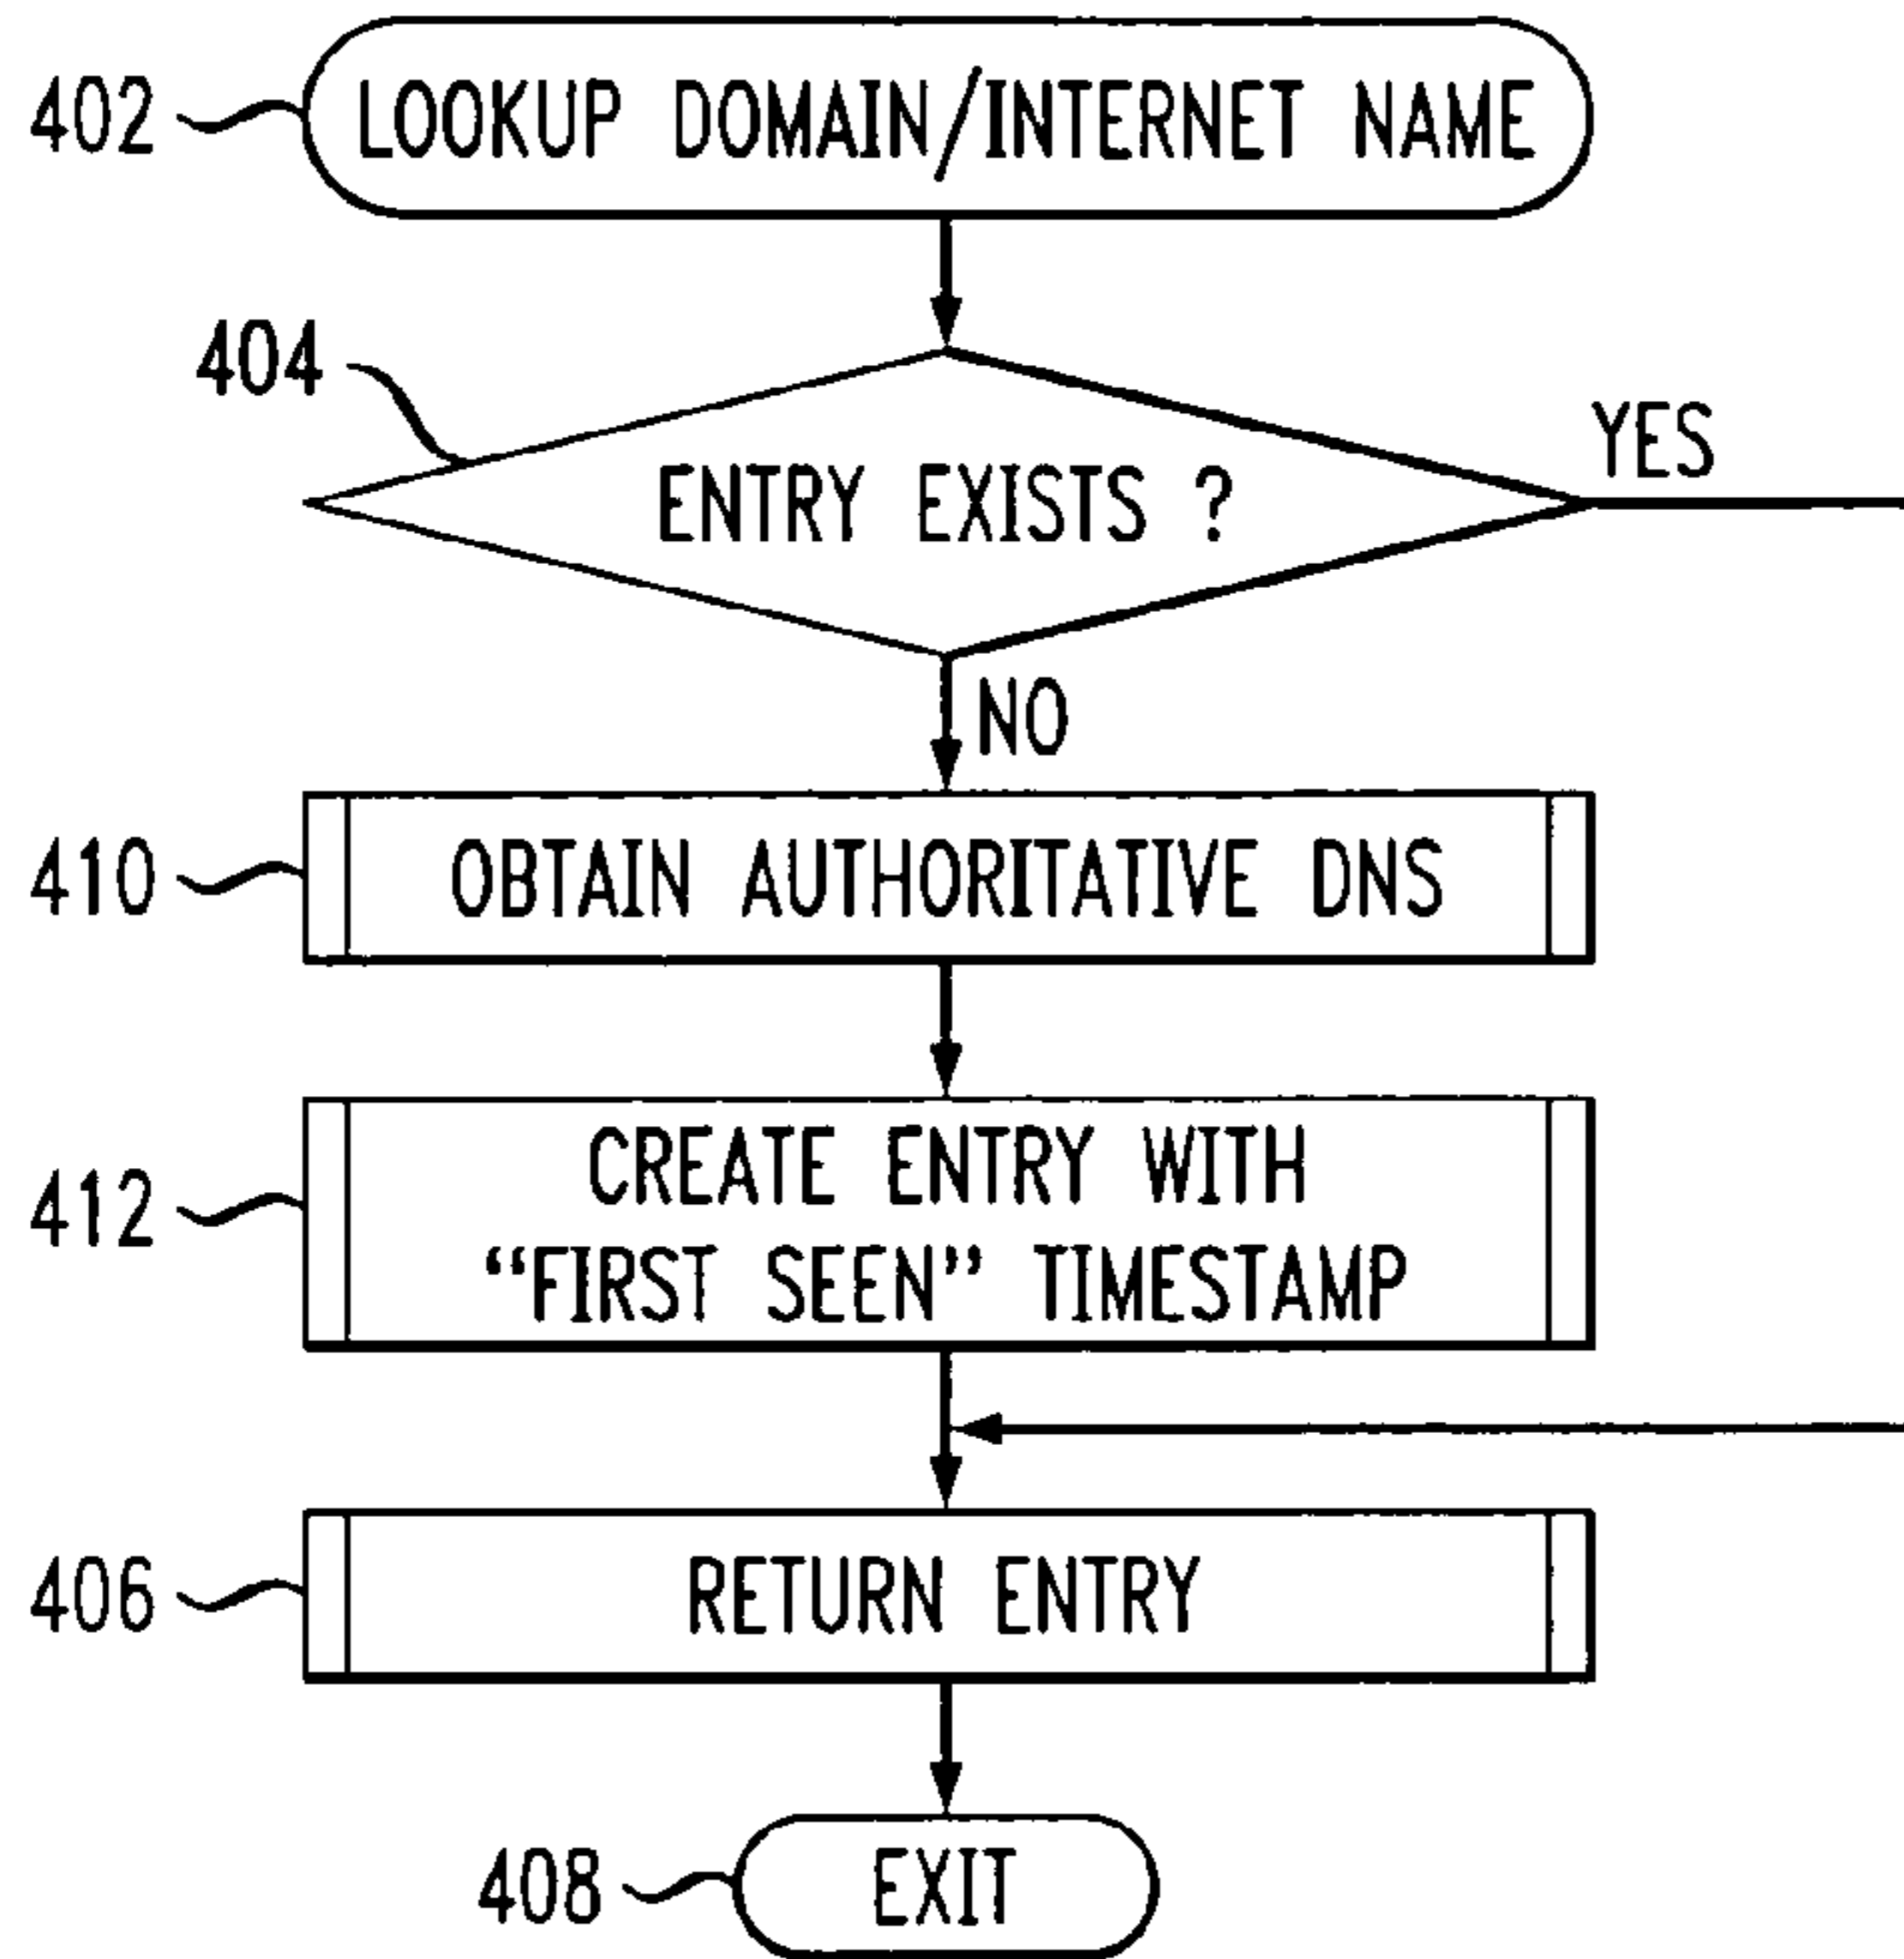 402
LOOKUP DOMAIN/INTERNET NAME
404
ENTRY EXISTS ?
YES
NO
410
OBTAIN AUTHORITATIVE DNS
412
CREATE ENTRY WITH
“FIRST SEEN” TIMESTAMP
406
RETURN ENTRY
408
EXIT